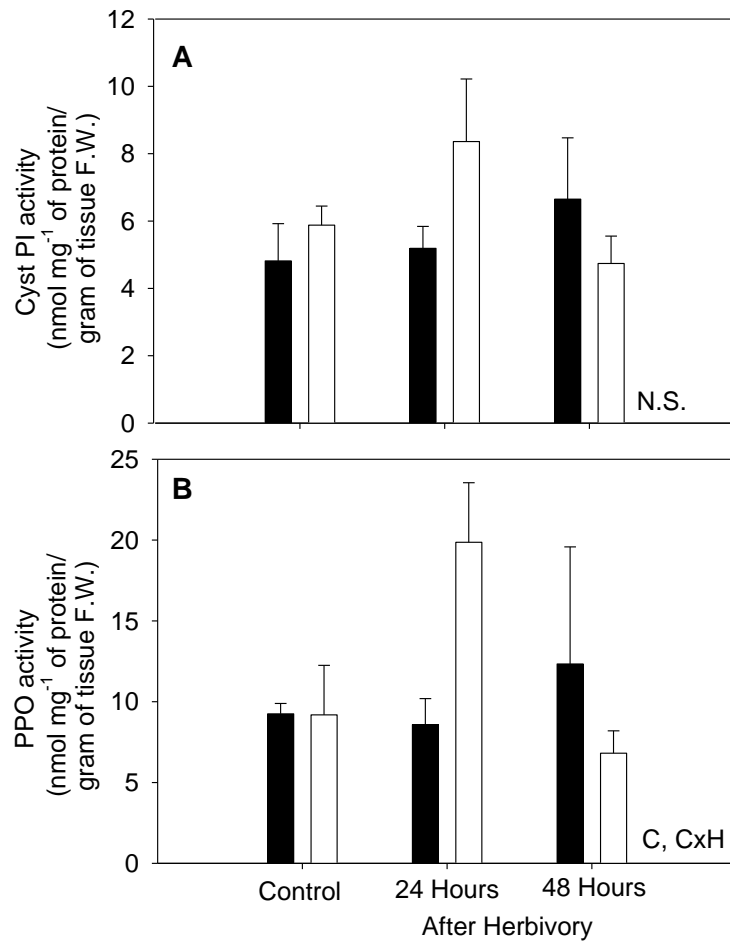 12
A
10
8
6
4
2
0
Cyst PI activity
(nmol mg⁻¹ of protein/
gram of tissue F.W.)
N.S.
25
B
20
15
10
5
0
PPO activity
(nmol mg⁻¹ of protein/
gram of tissue F.W.)
C, CxH
Control 24 Hours 48 Hours
After Herbivory